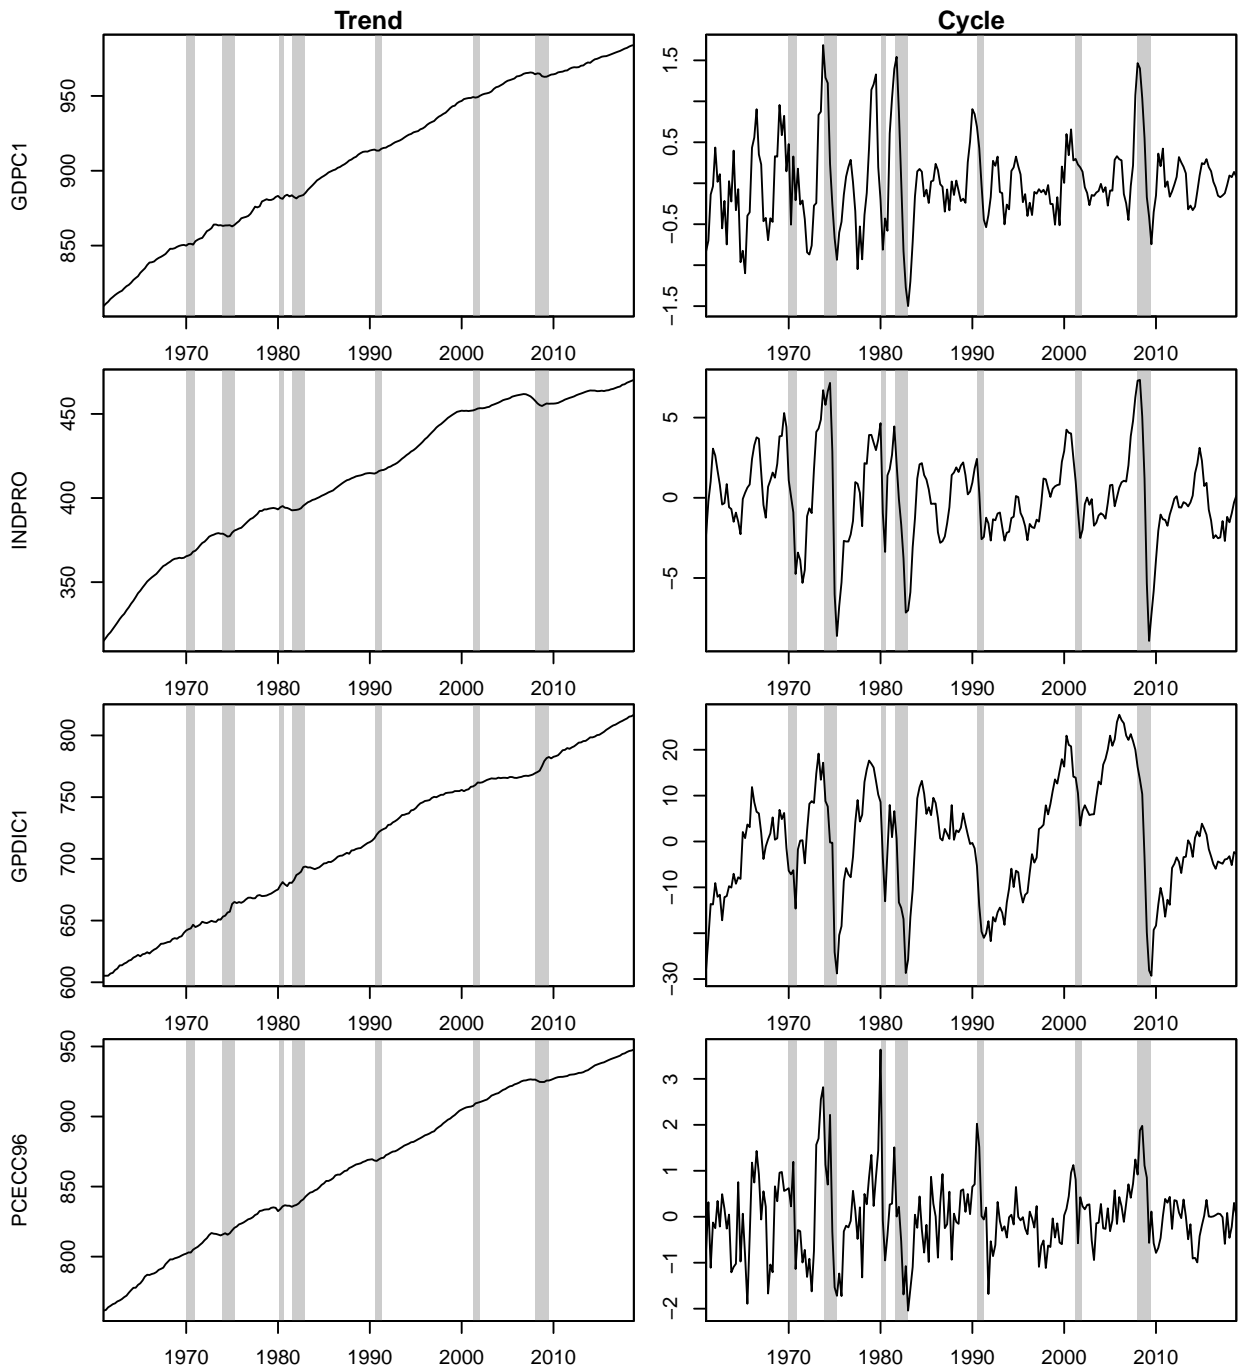 Trend
Cycle
GDPC1
850 900 950
−1.5 −0.5 0.5 1.5
1970 1980 1990 2000 2010
1970 1980 1990 2000 2010
INDPRO
350 400 450
−5 0 5
1970 1980 1990 2000 2010
1970 1980 1990 2000 2010
GPDIC1
600 650 700 750 800
−30 −10 0 10 20
1970 1980 1990 2000 2010
1970 1980 1990 2000 2010
PCECC96
800 850 900 950
−2 −1 0 1 2 3
1970 1980 1990 2000 2010
1970 1980 1990 2000 2010